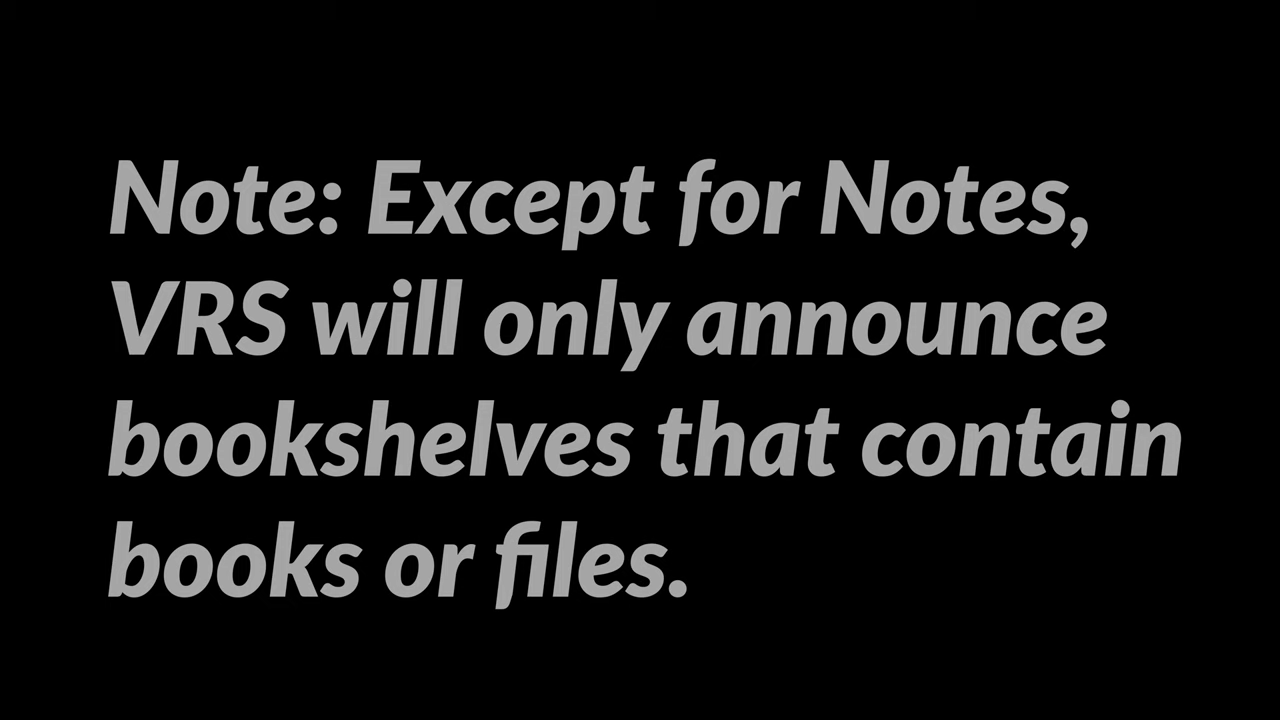 Note: Except for Notes,
VRS will only announce
bookshelves that contain
books or files.